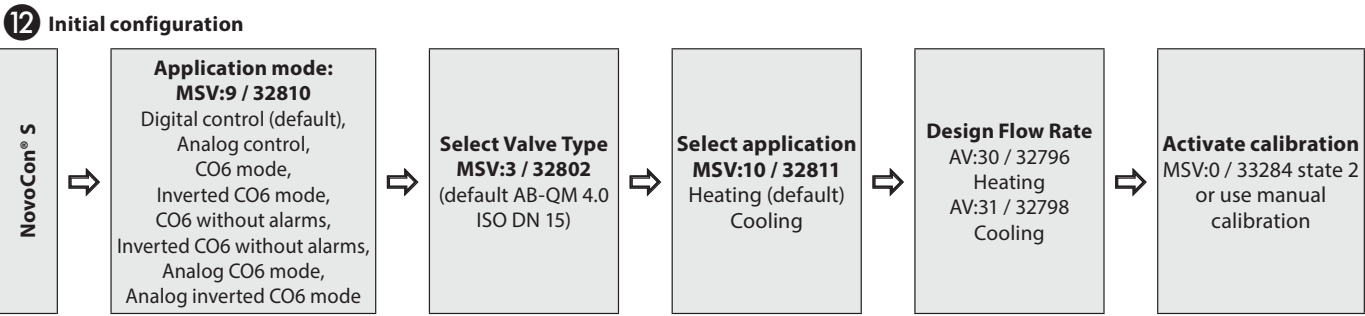 12 Initial configuration
NovoCon® S
Application mode:
MSV:9 / 32810
Digital control (default),
Analog control,
CO6 mode,
Inverted CO6 mode,
CO6 without alarms,
Inverted CO6 without alarms,
Analog CO6 mode,
Analog inverted CO6 mode
Select Valve Type
MSV:3 / 32802
(default AB-QM 4.0
ISO DN 15)
Select application
MSV:10 / 32811
Heating (default)
Cooling
Design Flow Rate
AV:30 / 32796
Heating
AV:31 / 32798
Cooling
Activate calibration
MSV:0 / 33284 state 2
or use manual
calibration